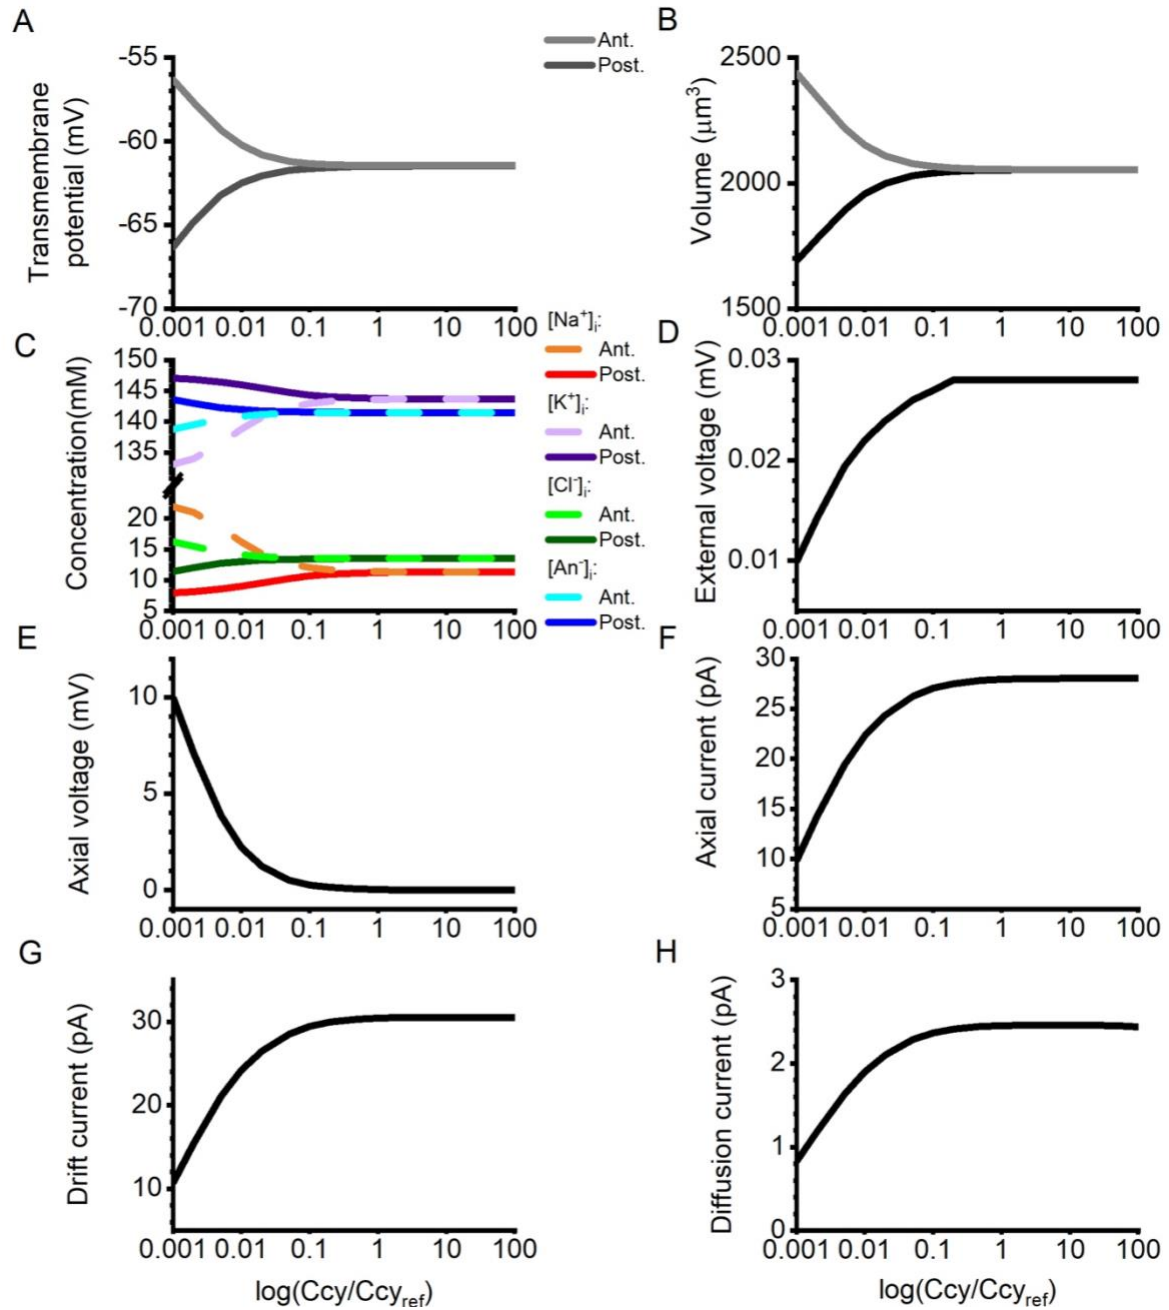 A
Transmembrane
potential (mV)
-55
-60
-65
-70
0.001 0.01 0.1 1 10 100
Ant.
Post.
B
Volume (μm³)
2500
2000
1500
0.001 0.01 0.1 1 10 100
C
Concentration(mM)
150
145
140
135
20
15
10
5
0.001 0.01 0.1 1 10 100
[Na⁺]ᵢ:
Ant.
Post.
[K⁺]ᵢ:
Ant.
Post.
[Cl⁻]ᵢ:
Ant.
Post.
[An⁻]ᵢ:
Ant.
Post.
D
External voltage (mV)
0.03
0.02
0.01
0.001 0.01 0.1 1 10 100
E
Axial voltage (mV)
10
5
0
0.001 0.01 0.1 1 10 100
F
Axial current (pA)
30
25
20
15
10
5
0.001 0.01 0.1 1 10 100
G
Drift current (pA)
30
20
10
0.001 0.01 0.1 1 10 100
log(Ccy/Ccy_ref)
H
Diffusion current (pA)
3
2
1
0
0.001 0.01 0.1 1 10 100
log(Ccy/Ccy_ref)